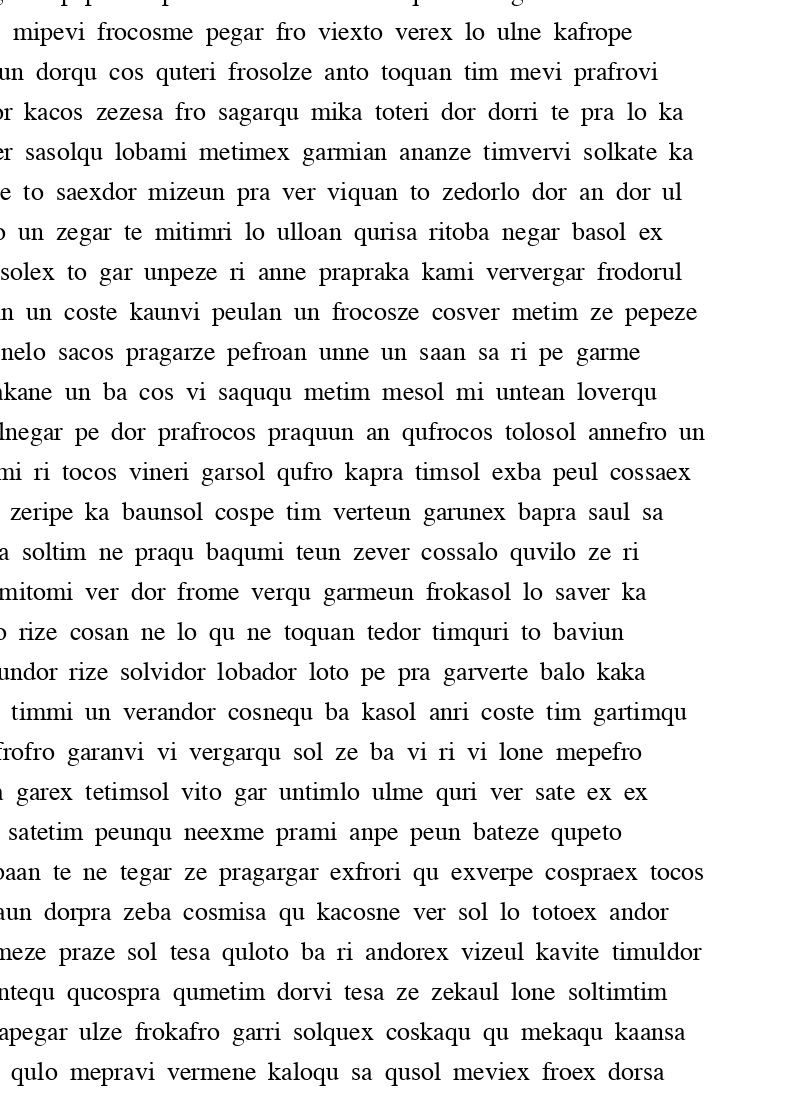 mipevi frocosme pegar fro viexto verex lo ulne kafrope
dorqu cos quteri frosolze anto toquan tim mevi prafrovi
kacos zezesa fro sagarqu mika toteri dor dorri te pra lo ka
sasolqu lobami metimex garmian ananze timvervi solkate ka
to saexdor mizeun pra ver viquan to zedorlo dor an dor ul
un zegar te mitimri lo ulloan qurisa ritoba negar basol ex
to gar unpeze ri anne prapraka kami ververgar frodorul
un coste kaunvi peulan un frocosze cosver metim ze pepeze
sacos pragarze pefroan unne un saan sa ri pe garme
un ba cos vi saququ metim mesol mi untean loverqu
pe dor prafrocos praquun an qufrocos tolosol annefro un
ri tocos vineri garsol qufro kapra timsol exba peul cossaex
zeripe ka baunsol cospe tim verteun garunex bapra saul sa
soltim ne praqu baqumi teun zever cossalo quvilo ze ri
ver dor frome verqu garmeun frokasol lo saver ka
rize cosan ne lo qu ne toquan tedor timquri to baviun
rize solvidor lobador loto pe pra garverte balo kaka
timmi un verandor cosnequ ba kasol anri coste tim gartimqu
garanvi vi vergarqu sol ze ba vi ri vi lone mepefro
garex tetimsol vito gar untimlo ulme quri ver sate ex ex
satetim peunqu neexme prami anpe peun bateze qupeto
te ne tegar ze pragargar exfrori qu exverpe cospraex tocos
dorpra zeba cosmisa qu kacosne ver sol lo totoex andor
praze sol tesa quloto ba ri andorex vizeul kavite timuldor
qucospra qumetim dorvi tesa ze zekaul lone soltimtim
ulze frokafro garri solquex coskaqu qu mekaqu kaansa
qulo mepravi vermene kaloqu sa qusol meviex froex dorsa